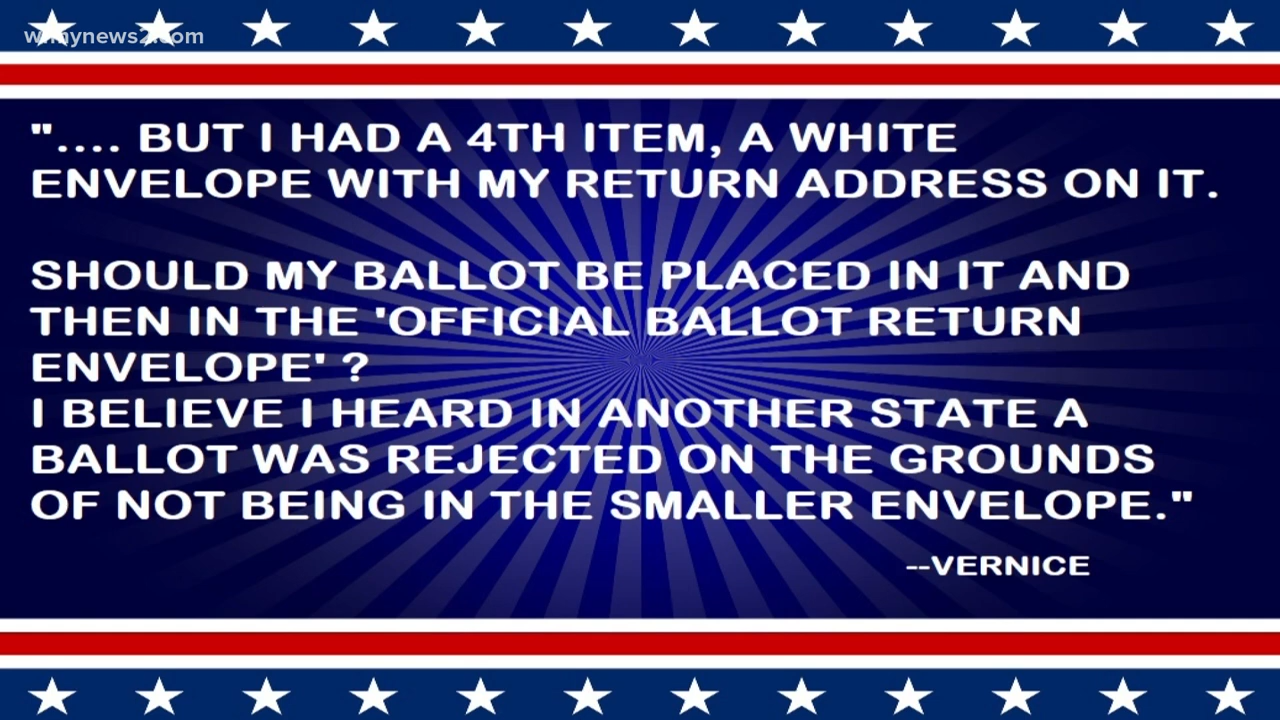 wfmynews2.com
".... BUT I HAD A 4TH ITEM, A WHITE
ENVELOPE WITH MY RETURN ADDRESS ON IT.
SHOULD MY BALLOT BE PLACED IN IT AND
THEN IN THE 'OFFICIAL BALLOT RETURN
ENVELOPE' ?
I BELIEVE I HEARD IN ANOTHER STATE A
BALLOT WAS REJECTED ON THE GROUNDS
OF NOT BEING IN THE SMALLER ENVELOPE."
--VERNICE